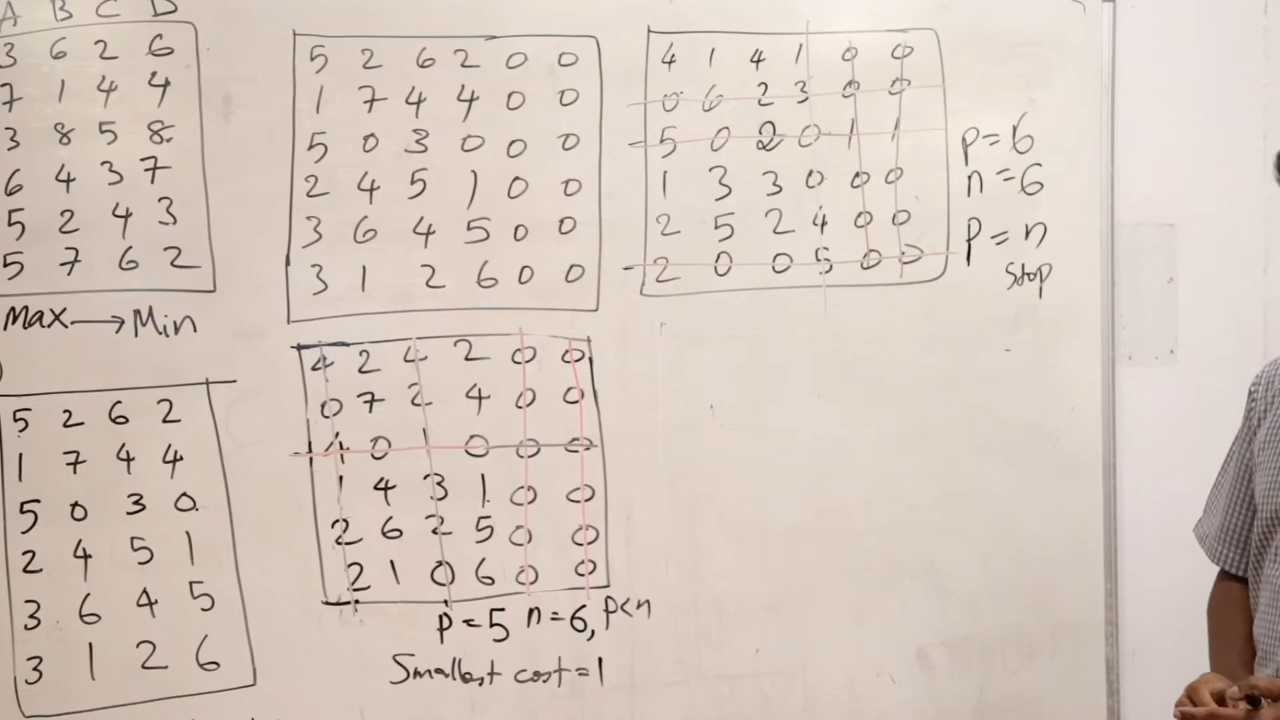 A B C D
3 6 2 6
7 1 4 4
3 8 5 8
6 4 3 7
5 2 4 3
5 7 6 2
Max → Min
5 2 6 2
1 7 4 4
5 0 3 0
2 4 5 1
3 6 4 5
3 1 2 6
5 2 6 2 0 0
1 7 4 4 0 0
5 0 3 0 0 0
2 4 5 1 0 0
3 6 4 5 0 0
3 1 2 6 0 0
4 2 4 2 0 0
0 7 2 4 0 0
4 0 1 0 0 0
1 4 3 1 0 0
2 6 2 5 0 0
2 1 0 6 0 0
P = 5 n = 6, P < n
Smallest cost = 1
4 1 4 1 0 0
0 6 2 3 0 0
5 0 2 0 1 1
1 3 3 0 0 0
2 5 2 4 0 0
2 0 0 5 0 0
P = 6
n = 6
P = n
stop